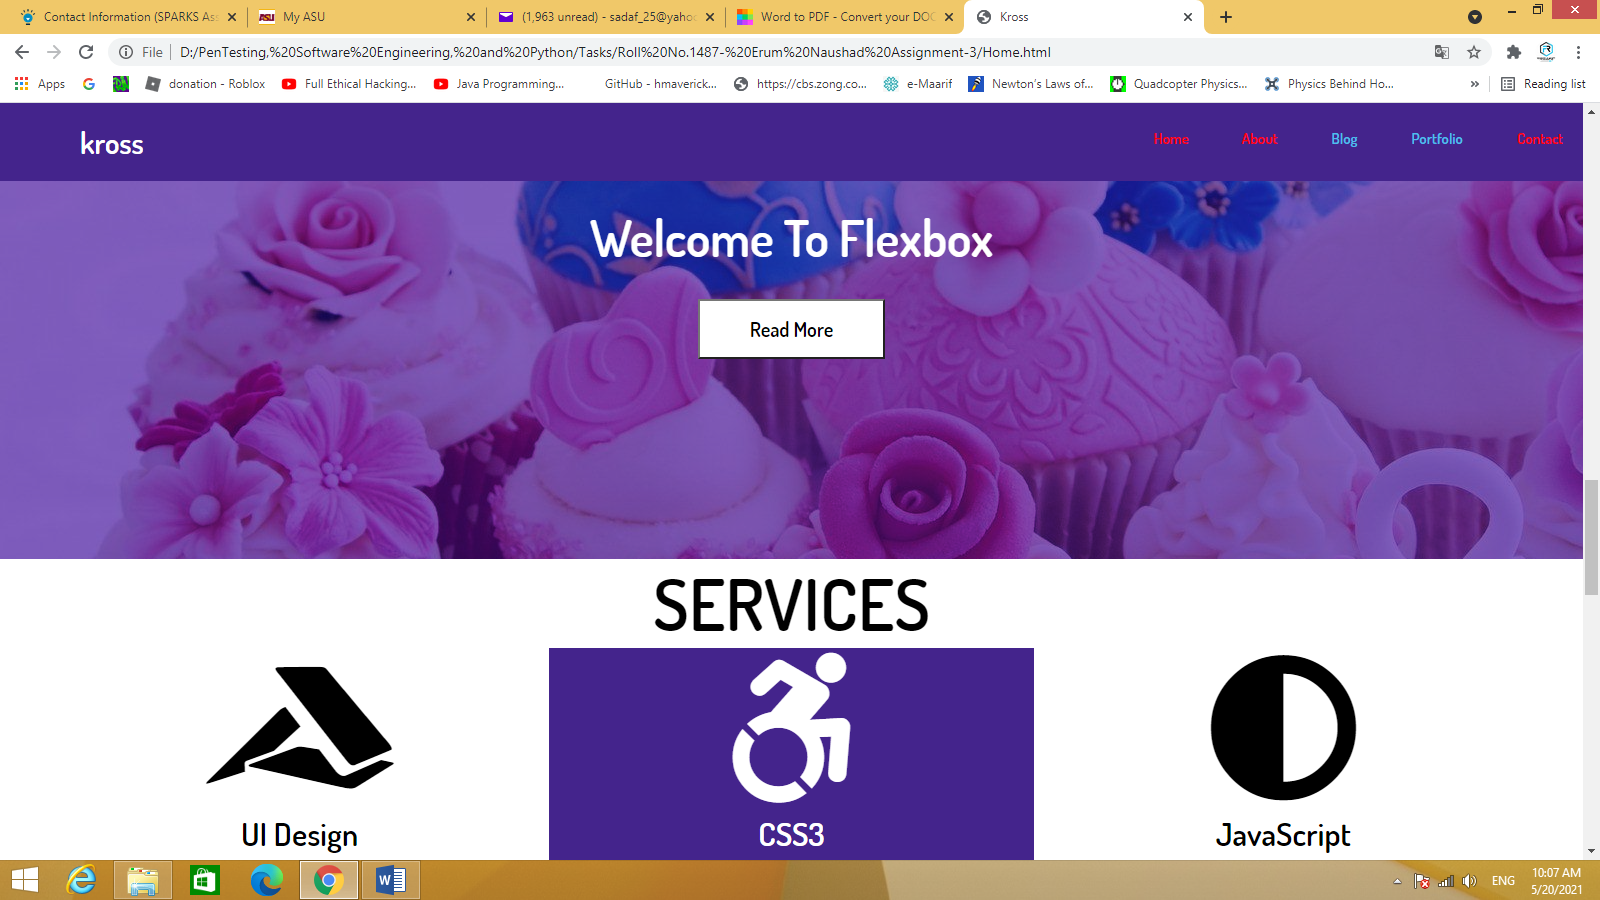 Contact Information (SPARKS Ass
My ASU
(1,963 unread) - sadaf_25@yahoo
Word to PDF - Convert your DOC
Kross
File
D:/PenTesting,%20Software%20Engineering,%20and%20Python/Tasks/Roll%20No.1487-%20Erum%20Naushad%20Assignment-3/Home.html
Apps
donation - Roblox
Full Ethical Hacking...
Java Programming...
GitHub - hmaverick...
https://cbs.zong.co...
e-Maarif
Newton's Laws of...
Quadcopter Physics...
Physics Behind Ho...
»
Reading list
kross
Home
About
Blog
Portfolio
Contact
Welcome To Flexbox
Read More
SERVICES
UI Design
CSS3
JavaScript
ENG
10:07 AM
5/20/2021